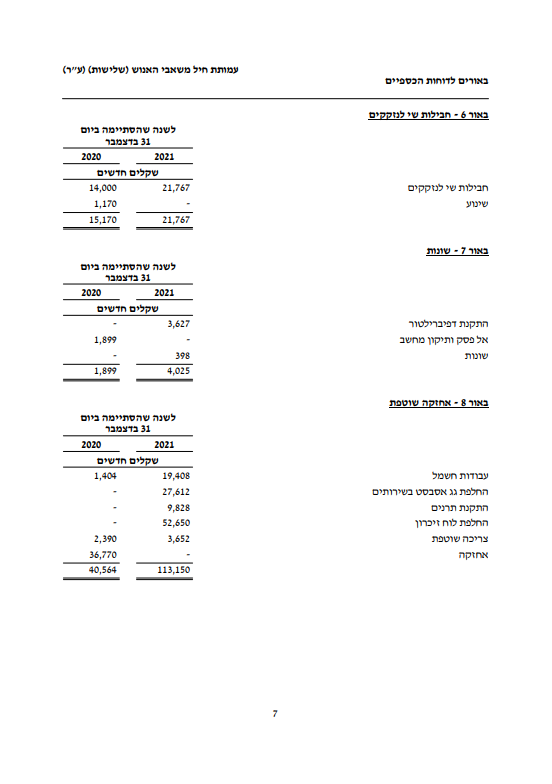 עמותת חיל משאבי האנוש (שלישות) (ע"ר)
באורים לדוחות הכספיים
באור 6 - חבילות שי לנזקקים
לשנה שהסתיימה ביום
31 בדצמבר
2021 2020
שקלים חדשים
חבילות שי לנזקקים 21,767 14,000
שינוע - 1,170
21,767 15,170
באור 7 - שונות
לשנה שהסתיימה ביום
31 בדצמבר
2021 2020
שקלים חדשים
התקנת דפיברילטור 3,627 -
אל פסק ותיקון מחשב - 1,899
שונות 398 -
4,025 1,899
באור 8 - אחזקה שוטפת
לשנה שהסתיימה ביום
31 בדצמבר
2021 2020
שקלים חדשים
עבודות חשמל 19,408 1,404
החלפת גג אסבסט בשירותים 27,612 -
התקנת תרנים 9,828 -
החלפת לוח זיכרון 52,650 -
צריכה שוטפת 3,652 2,390
אחזקה - 36,770
113,150 40,564
7